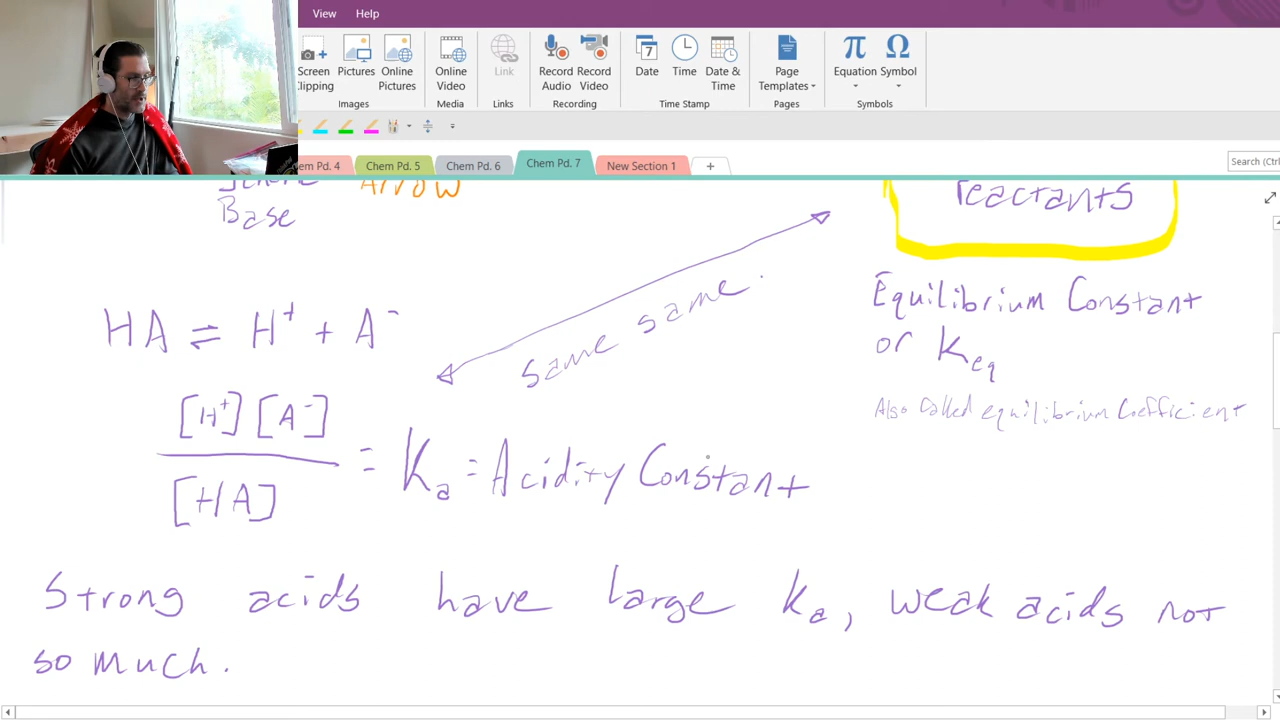 View Help
Screen Clipping
Pictures
Online Pictures
Online Video
Link
Record Audio
Record Video
Date
Time
Date & Time
Page Templates
Equation
Symbol
Images
Media
Links
Recording
Time Stamp
Pages
Symbols
Pd. 4
Chem Pd. 5
Chem Pd. 6
Chem Pd. 7
New Section 1
+
Search (Ctrl
Arrow
Base
reactants
HA ⇌ H⁺ + A⁻
same same.
Equilibrium Constant
or Keq
Also called equilibrium Coefficient
[H⁺][A⁻]
= Ka = Acidity Constant
[HA]
Strong acids have large Ka, weak acids not
so much.